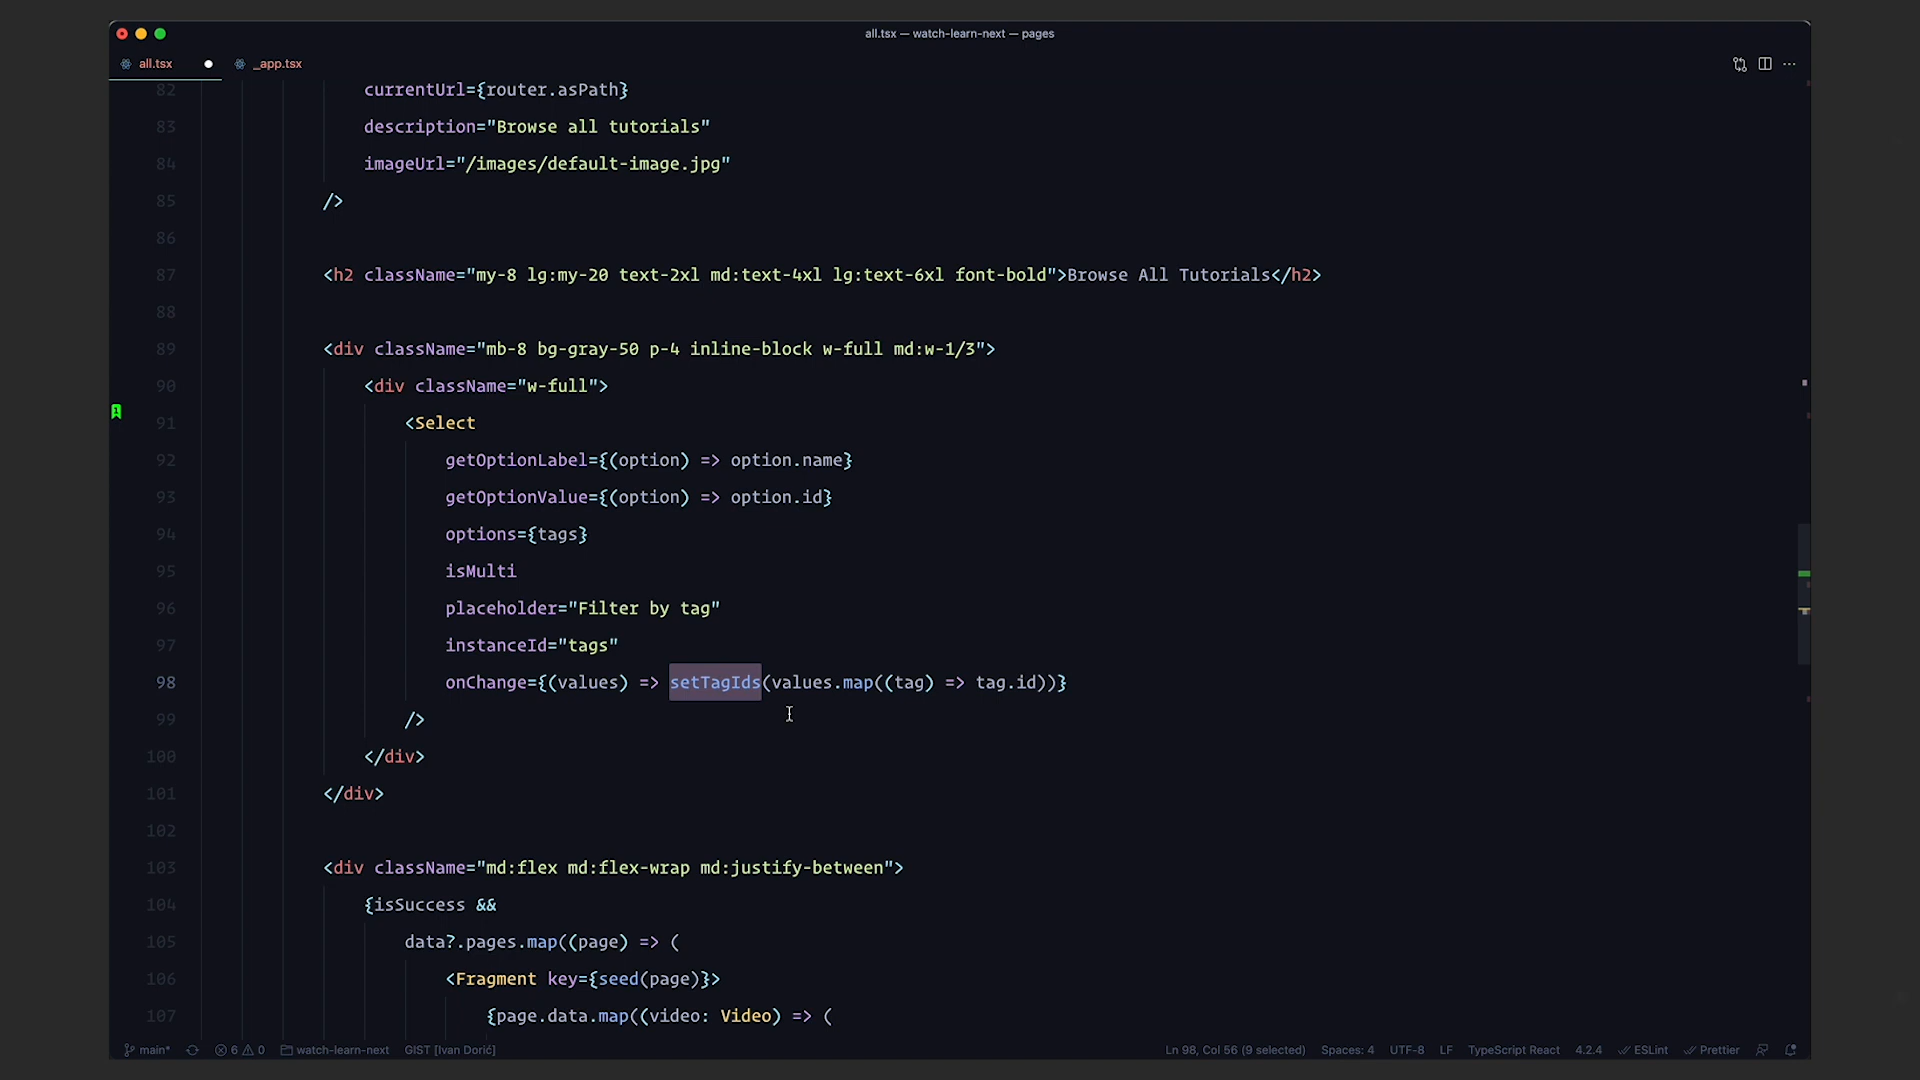 all.tsx — watch-learn-next — pages
all.tsx
_app.tsx
82 currentUrl={router.asPath}
83 description="Browse all tutorials"
84 imageUrl="/images/default-image.jpg"
85 />
86
87 <h2 className="my-8 lg:my-20 text-2xl md:text-4xl lg:text-6xl font-bold">Browse All Tutorials</h2>
88
89 <div className="mb-8 bg-gray-50 p-4 inline-block w-full md:w-1/3">
90 <div className="w-full">
1
91 <Select
92 getOptionLabel={(option) => option.name}
93 getOptionValue={(option) => option.id}
94 options={tags}
95 isMulti
96 placeholder="Filter by tag"
97 instanceId="tags"
98 onChange={(values) => setTagIds(values.map((tag) => tag.id))}
99 />
100 </div>
101 </div>
102
103 <div className="md:flex md:flex-wrap md:justify-between">
104 {isSuccess &&
105 data?.pages.map((page) => (
106 <Fragment key={seed(page)}>
107 {page.data.map((video: Video) => (
main* 6 0 watch-learn-next GIST [Ivan Dorić] Ln 98, Col 56 (9 selected) Spaces: 4 UTF-8 LF TypeScript React 4.2.4 ESLint Prettier